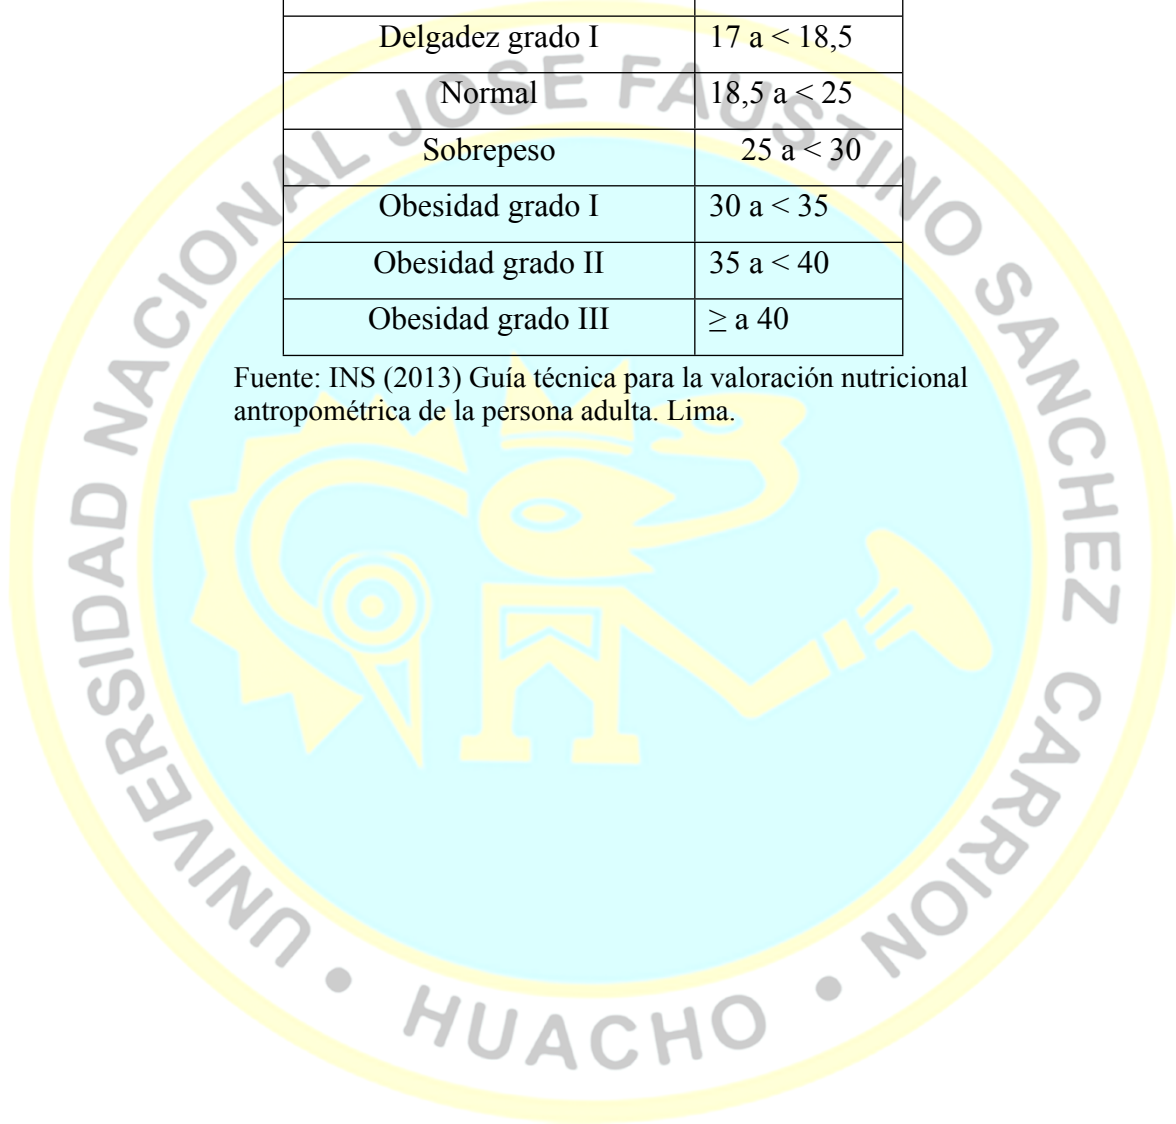 Delgadez grado I 17 a < 18,5
Normal 18,5 a < 25
Sobrepeso 25 a < 30
Obesidad grado I 30 a < 35
Obesidad grado II 35 a < 40
Obesidad grado III ≥ a 40
Fuente: INS (2013) Guía técnica para la valoración nutricional
antropométrica de la persona adulta. Lima.
UNIVERSIDAD NACIONAL JOSE FAUSTINO SANCHEZ CARRION
• HUACHO •